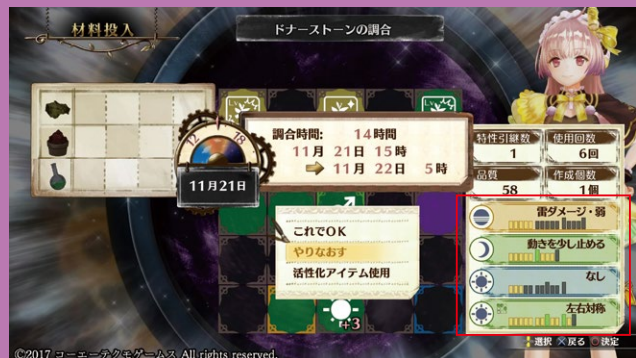 材料投入
ドナーストーンの調合
Lv
Lv
12
18
11月21日
調合時間: 14時間
11月 21日 15時
⇨ 11月 22日 5時
特性引継数
1
使用回数
6回
品質
58
作成個数
1個
これでOK
やりなおす
活性化アイテム使用
+3
雷ダメージ・弱
動きを少し止める
なし
左右対称
選択 ×戻る ○決定
©2017 コーエーテクモゲームス All rights reserved.